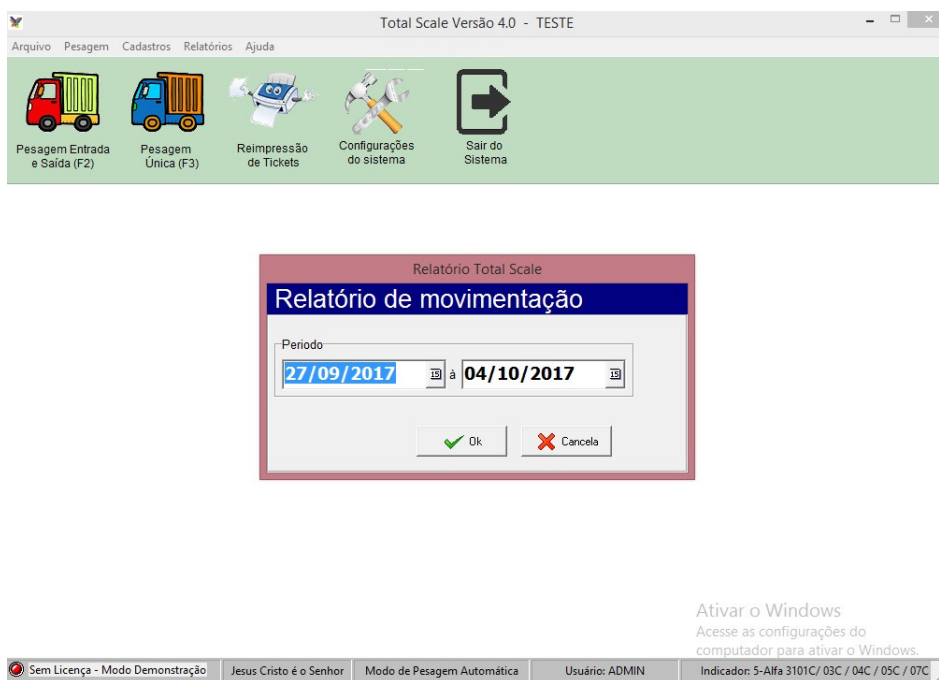 Total Scale Versão 4.0 - TESTE
Arquivo Pesagem Cadastros Relatórios Ajuda
Pesagem Entrada
e Saída (F2)
Pesagem
Única (F3)
Reimpressão
de Tickets
Configurações
do sistema
Sair do
Sistema
Relatório Total Scale
Relatório de movimentação
Periodo
27/09/2017 15 à 04/10/2017 15
Ok Cancela
Ativar o Windows
Acesse as configurações do
computador para ativar o Windows.
Sem Licença - Modo Demonstração Jesus Cristo é o Senhor Modo de Pesagem Automática Usuário: ADMIN Indicador: 5-Alfa 3101C/ 03C / 04C / 05C / 07C